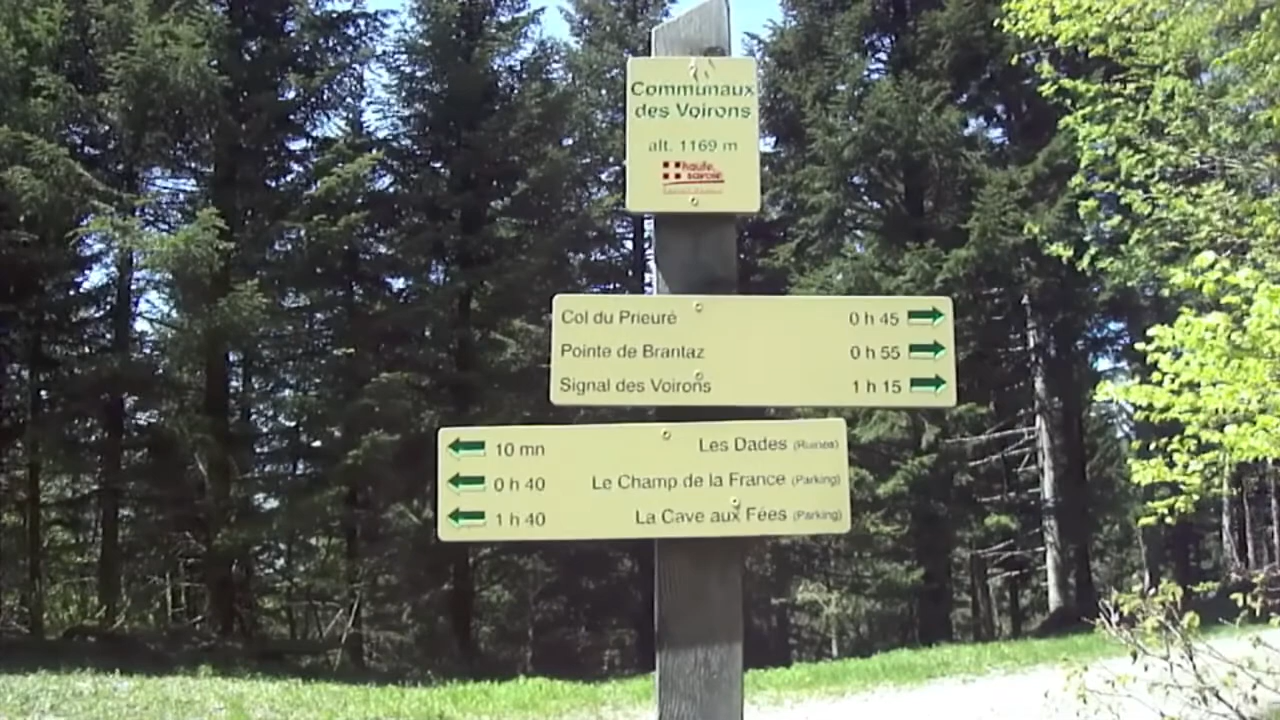 Communaux
des Voirons
alt. 1169 m
haute
savoie
Col du Prieuré 0 h 45
Pointe de Brantaz 0 h 55
Signal des Voirons 1 h 15
10 mn Les Dades (Ruines)
0 h 40 Le Champ de la France (Parking)
1 h 40 La Cave aux Fées (Parking)